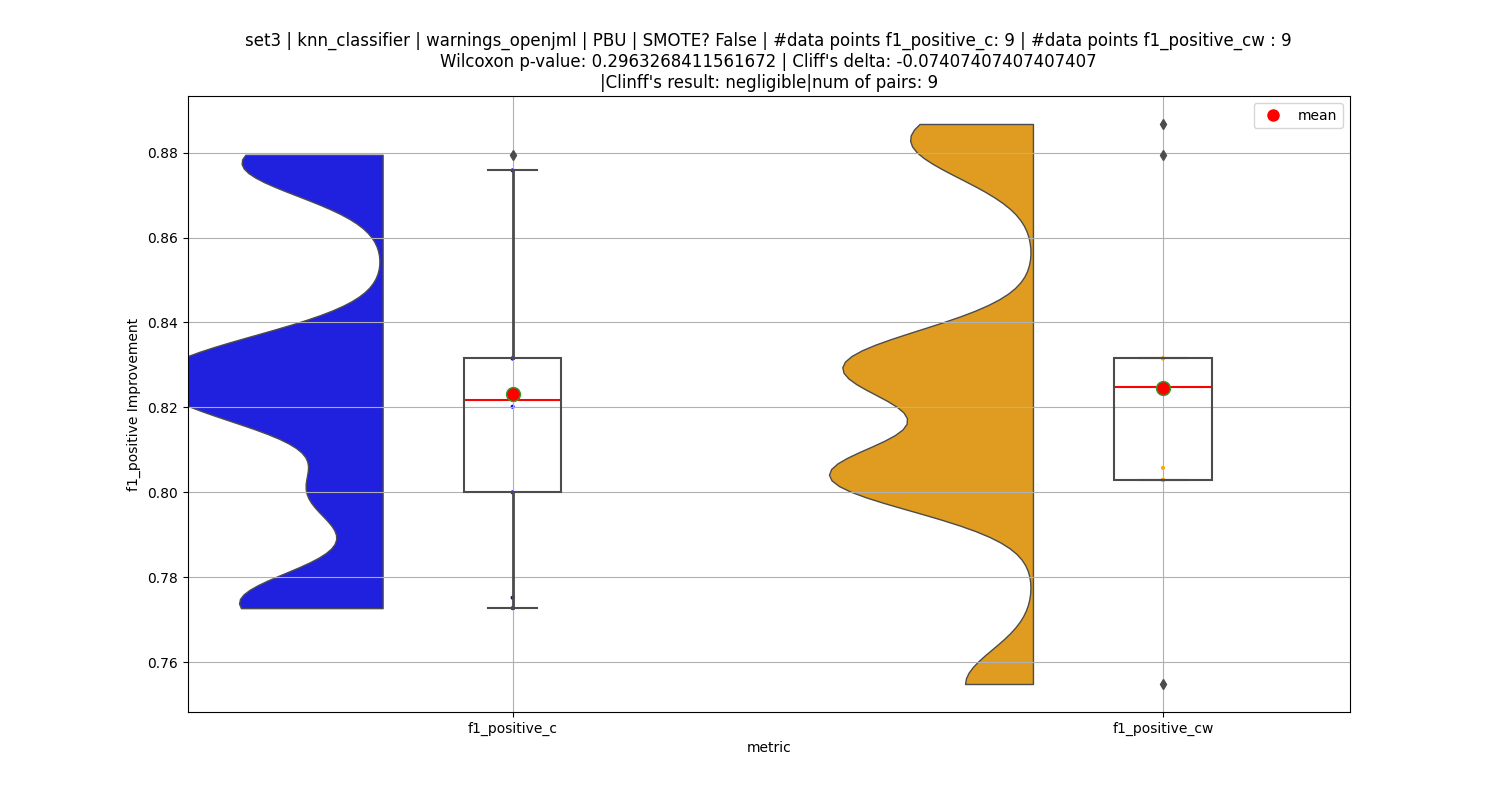 set3 | knn_classifier | warnings_openjml | PBU | SMOTE? False | #data points f1_positive_c: 9 | #data points f1_positive_cw : 9
Wilcoxon p-value: 0.2963268411561672 | Cliff's delta: -0.07407407407407407
|Clinff's result: negligible|num of pairs: 9
mean
0.88
0.86
0.84
0.82
0.80
0.78
0.76
f1_positive Improvement
f1_positive_c
f1_positive_cw
metric